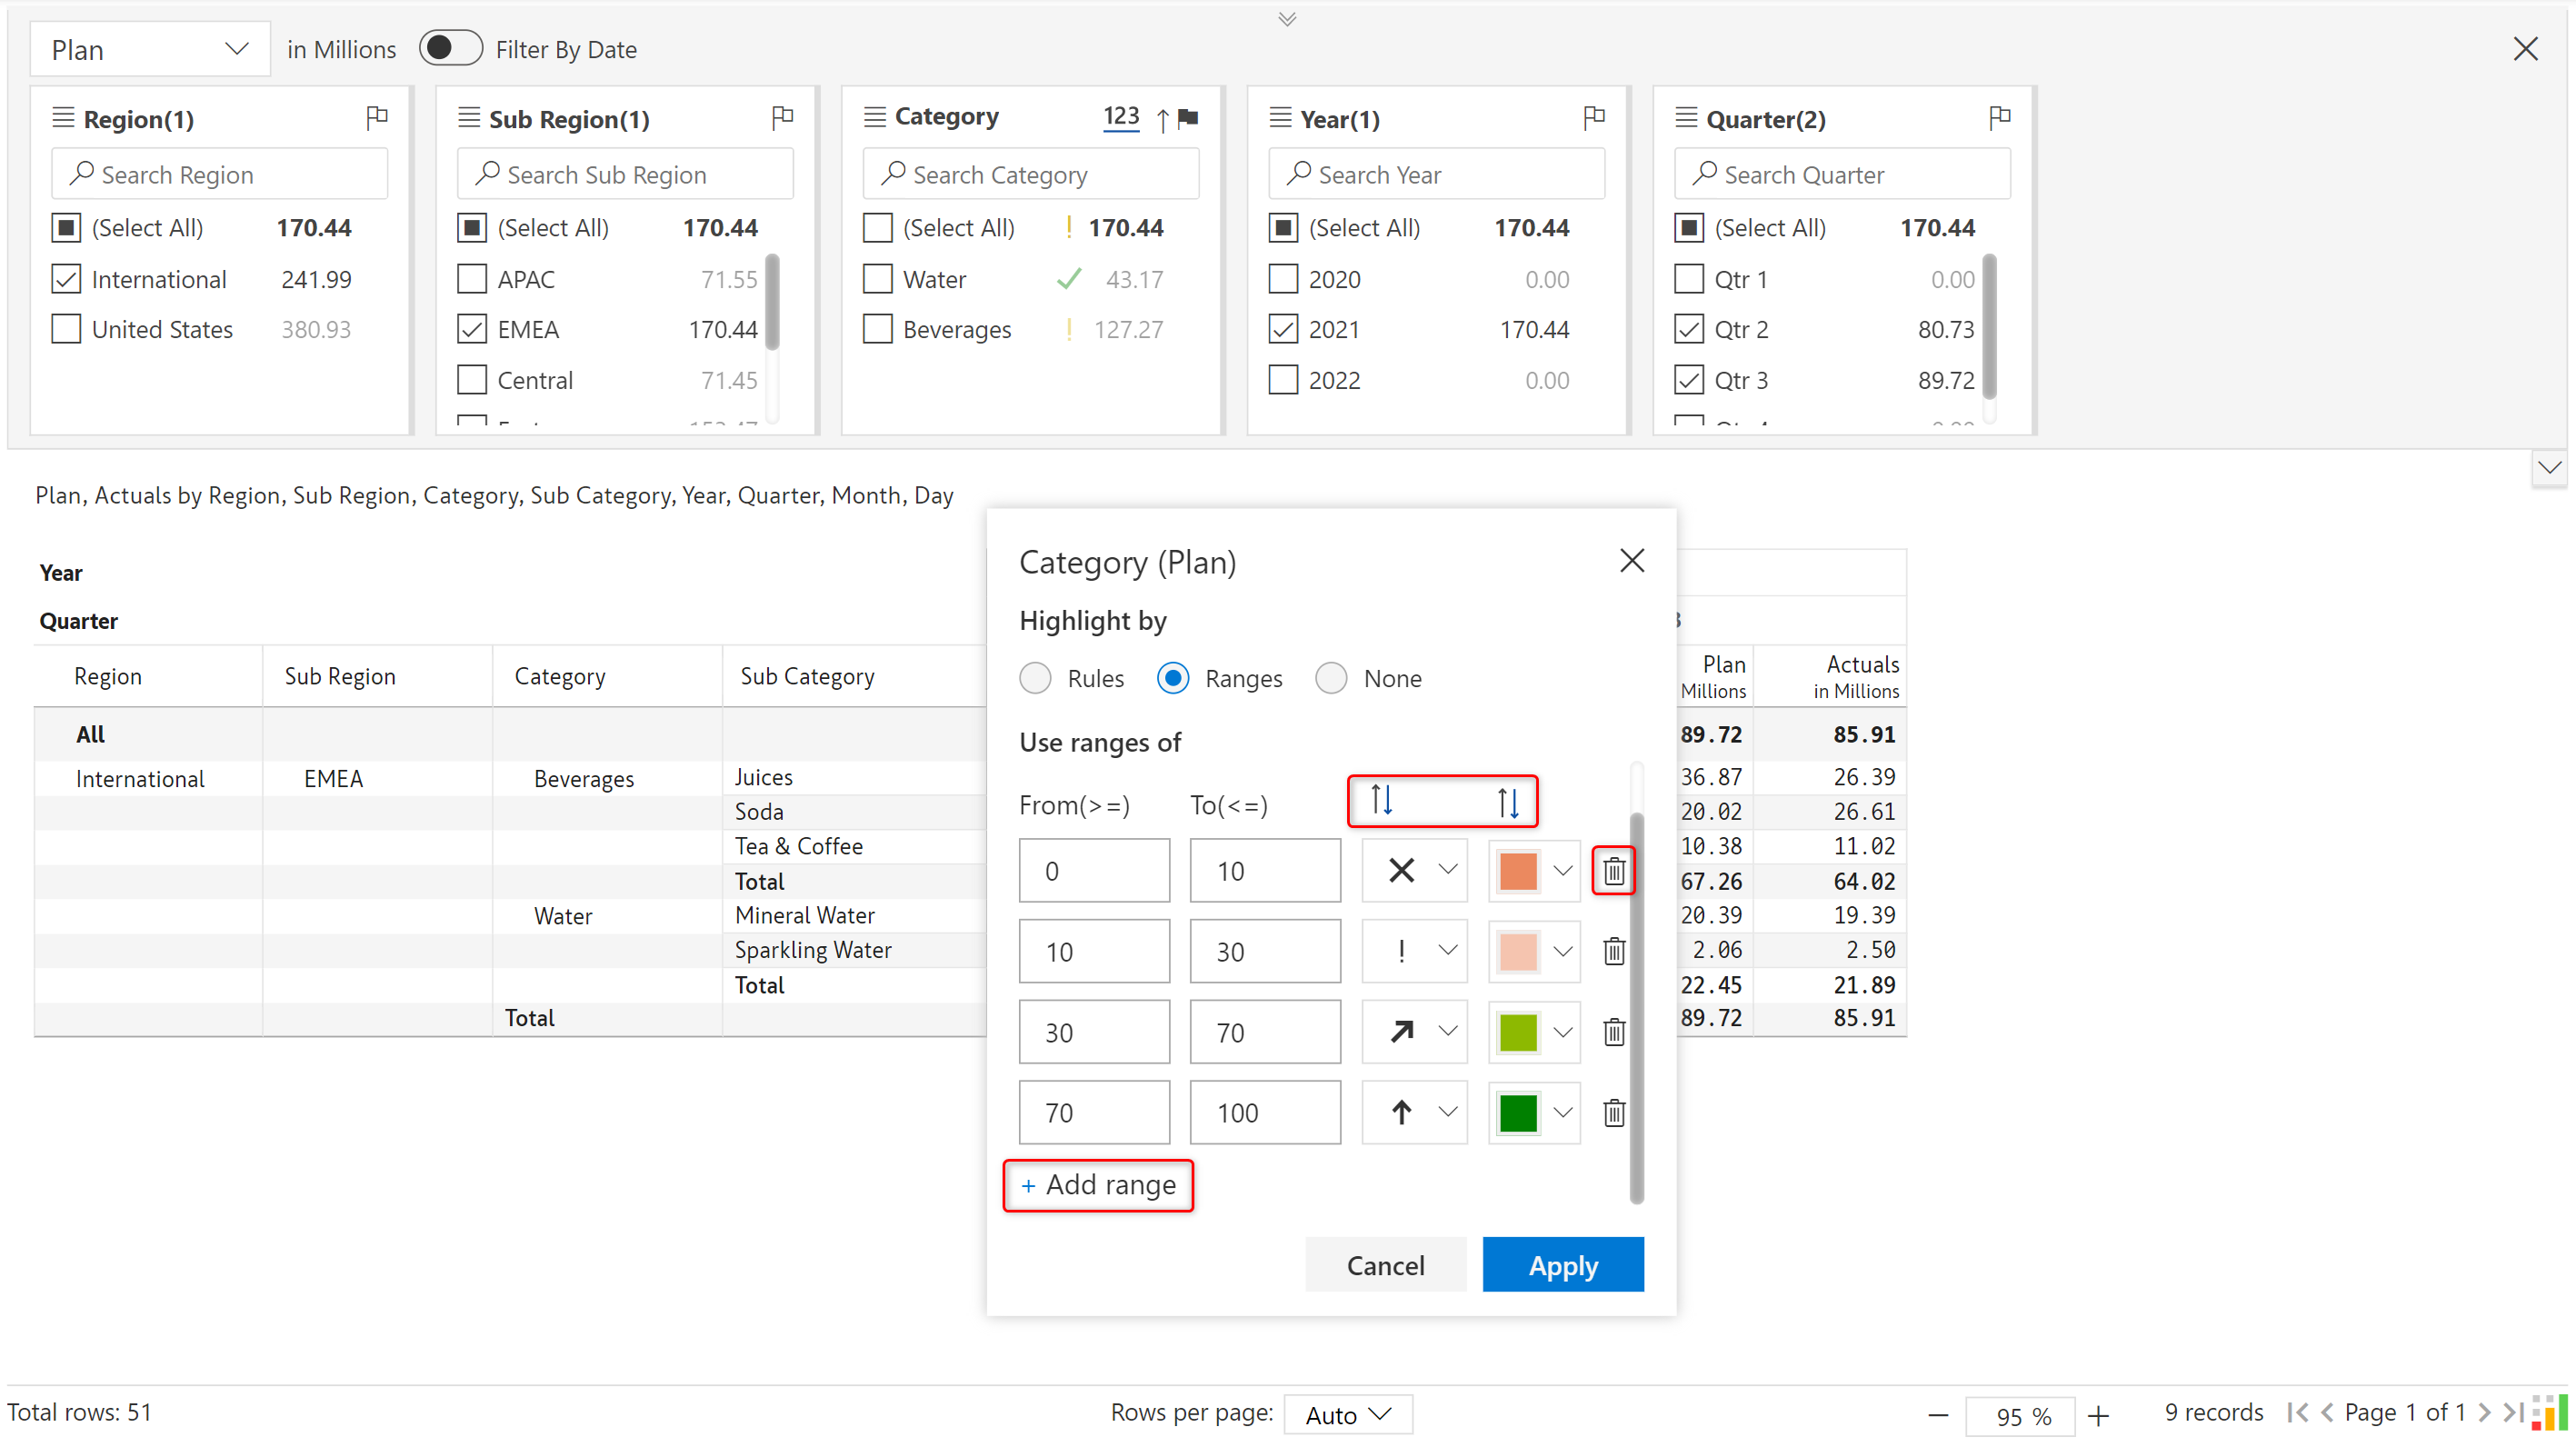 Plan in Millions Filter By Date
Region(1)
Search Region
(Select All) 170.44
International 241.99
United States 380.93
Sub Region(1)
Search Sub Region
(Select All) 170.44
APAC 71.55
EMEA 170.44
Central 71.45
Category 123
Search Category
(Select All) 170.44
Water 43.17
Beverages 127.27
Year(1)
Search Year
(Select All) 170.44
2020 0.00
2021 170.44
2022 0.00
Quarter(2)
Search Quarter
(Select All) 170.44
Qtr 1 0.00
Qtr 2 80.73
Qtr 3 89.72
Plan, Actuals by Region, Sub Region, Category, Sub Category, Year, Quarter, Month, Day
Year
Quarter
Region Sub Region Category Sub Category
All
International EMEA Beverages Juices
Soda
Tea & Coffee
Total
Water Mineral Water
Sparkling Water
Total
Total
Category (Plan)
Highlight by
Rules Ranges None
Use ranges of
From(>=) To(<=)
0 10
10 30
! 
30 70
70 100
+ Add range
Cancel Apply
Plan Actuals
Millions in Millions
89.72 85.91
36.87 26.39
20.02 26.61
10.38 11.02
67.26 64.02
20.39 19.39
2.06 2.50
22.45 21.89
89.72 85.91
Total rows: 51 Rows per page: Auto 95 % 9 records Page 1 of 1